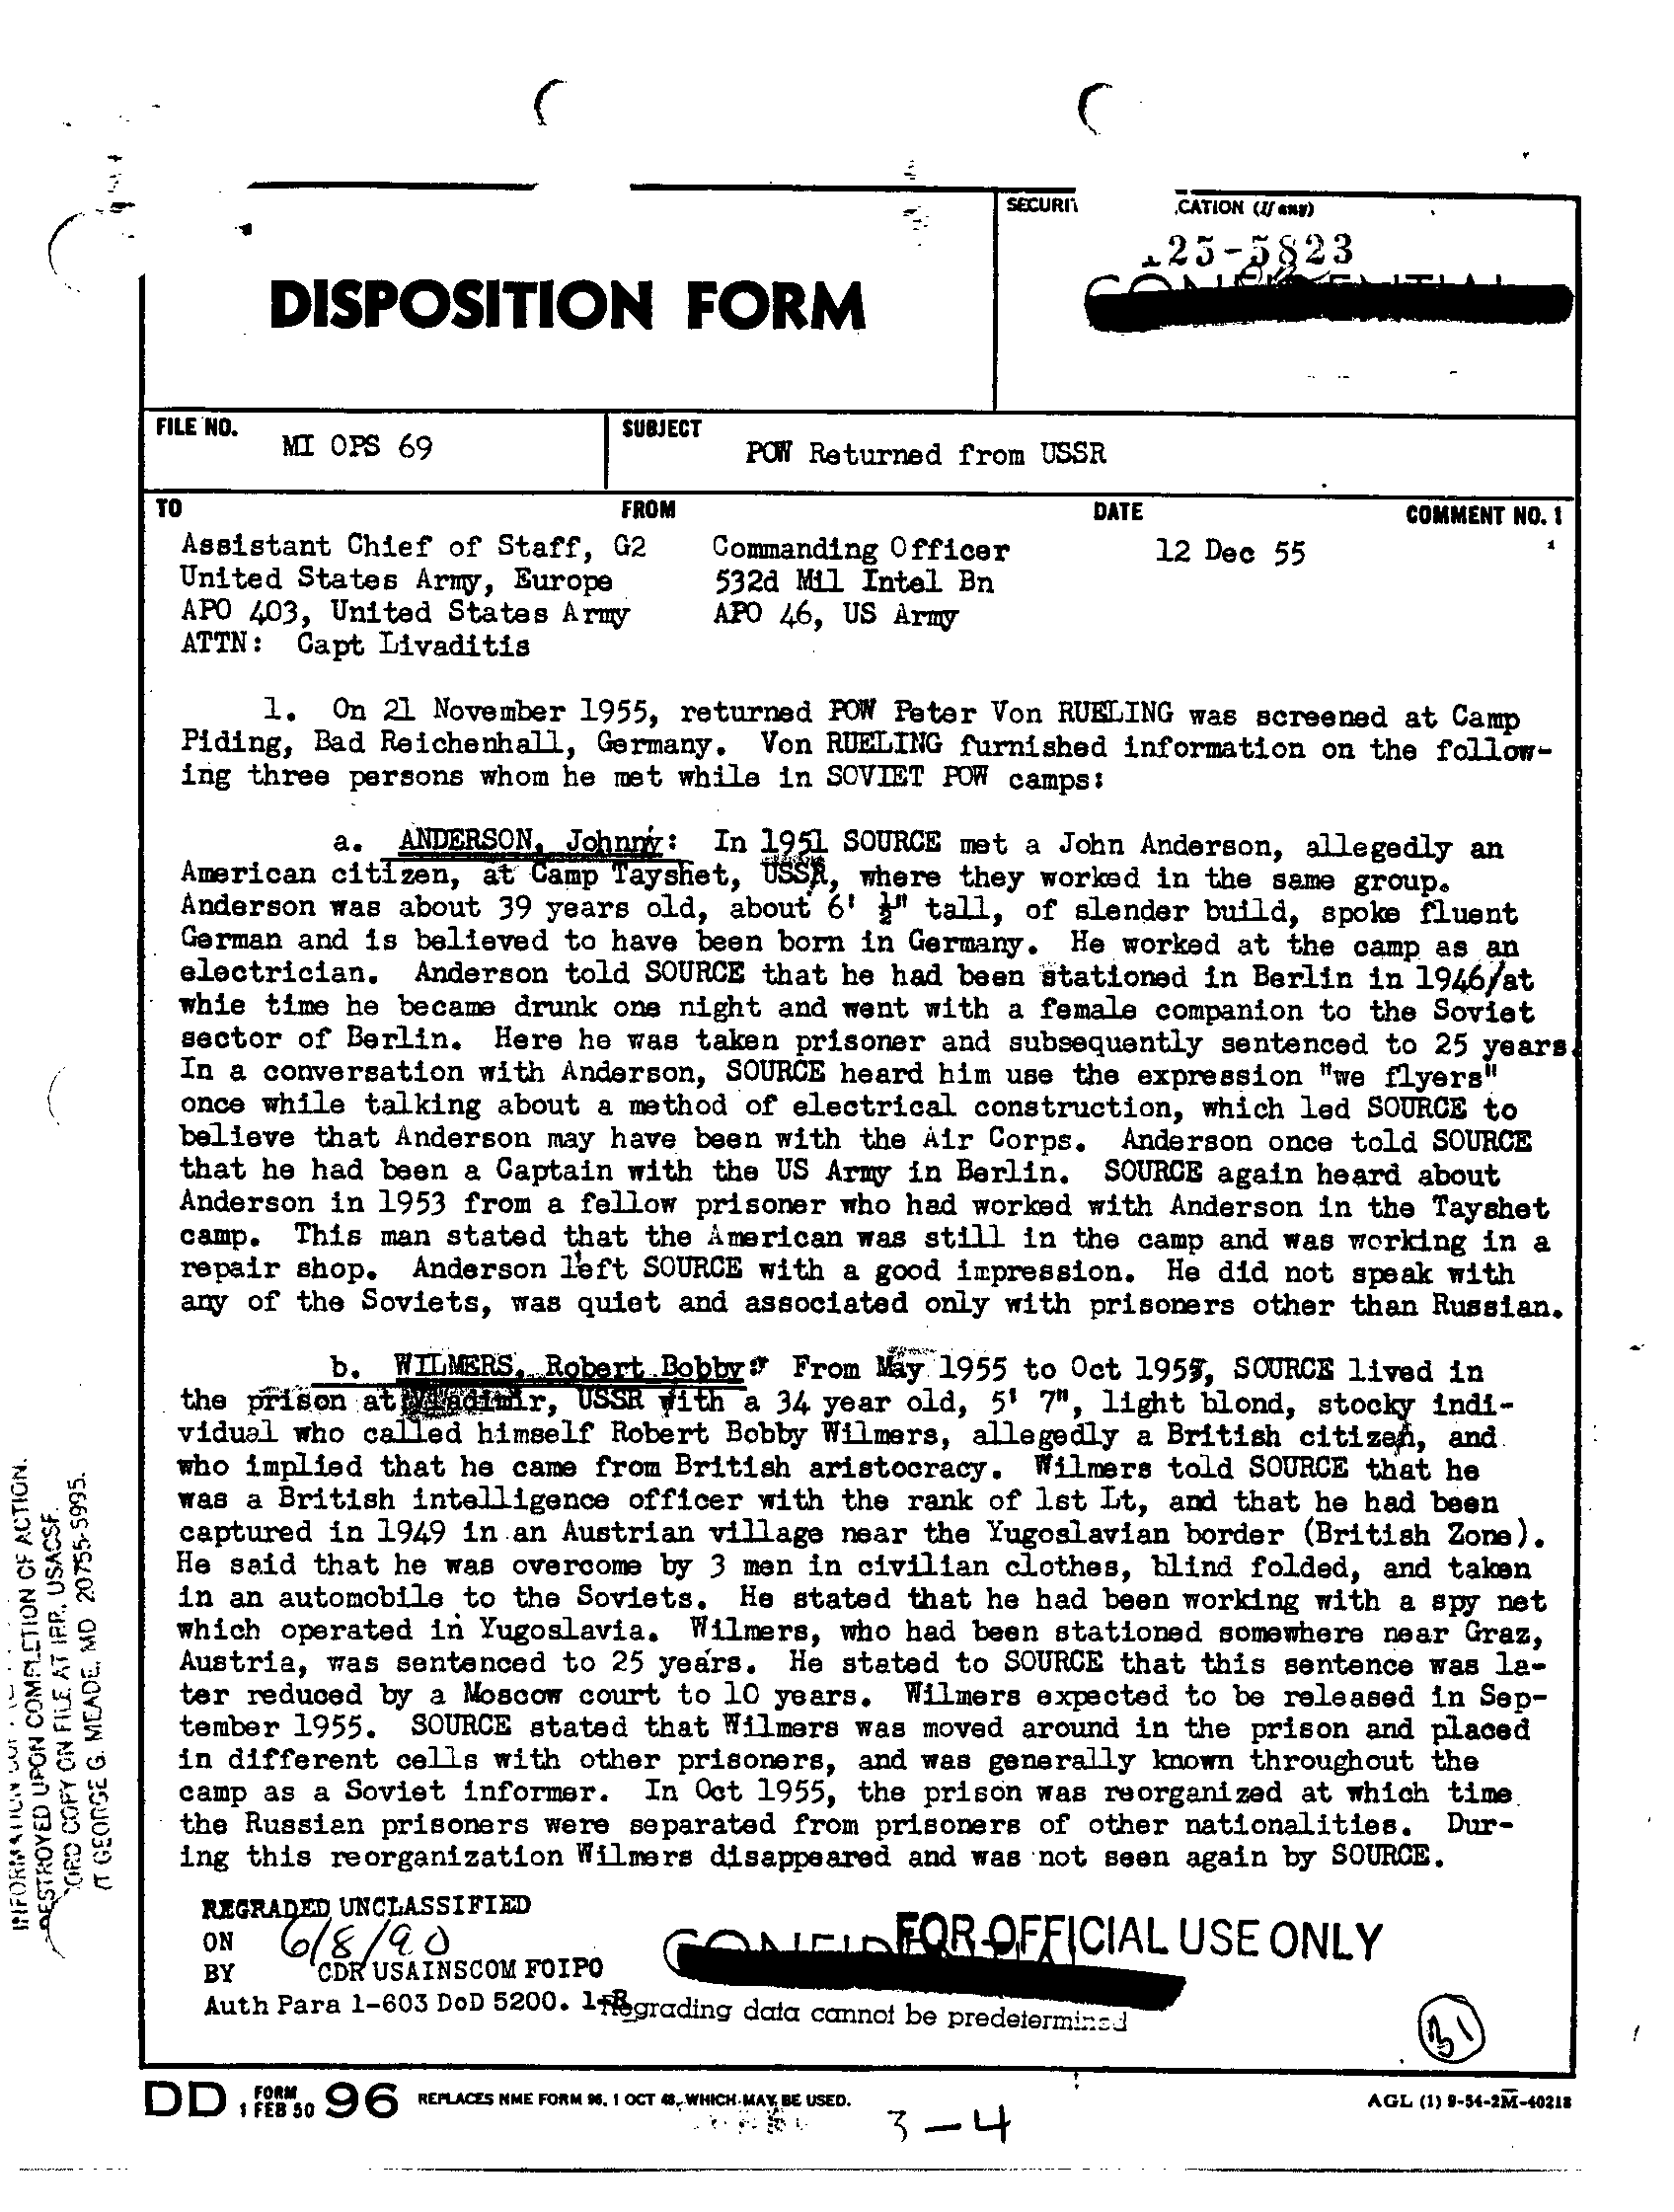 SECURI CATION (If any)
25-5823
DISPOSITION FORM
FILE NO.
MI OPS 69
SUBJECT
POW Returned from USSR
TO
FROM
DATE
COMMENT NO. 1
Assistant Chief of Staff, G2
United States Army, Europe
APO 403, United States Army
ATTN: Capt Livaditis
Commanding Officer
532d Mil Intel Bn
APO 46, US Army
12 Dec 55
1. On 21 November 1955, returned POW Peter Von RUELING was screened at Camp
Piding, Bad Reichenhall, Germany. Von RUELING furnished information on the follow-
ing three persons whom he met while in SOVIET POW camps:
a. ANDERSON, Johnny: In 1951 SOURCE met a John Anderson, allegedly an
American citizen, at Camp Tayshet, USSR, where they worked in the same group.
Anderson was about 39 years old, about 6' ½" tall, of slender build, spoke fluent
German and is believed to have been born in Germany. He worked at the camp as an
electrician. Anderson told SOURCE that he had been stationed in Berlin in 1946/at
whie time he became drunk one night and went with a female companion to the Soviet
sector of Berlin. Here he was taken prisoner and subsequently sentenced to 25 years.
In a conversation with Anderson, SOURCE heard him use the expression "we flyers"
once while talking about a method of electrical construction, which led SOURCE to
believe that Anderson may have been with the Air Corps. Anderson once told SOURCE
that he had been a Captain with the US Army in Berlin. SOURCE again heard about
Anderson in 1953 from a fellow prisoner who had worked with Anderson in the Tayshet
camp. This man stated that the American was still in the camp and was working in a
repair shop. Anderson left SOURCE with a good impression. He did not speak with
any of the Soviets, was quiet and associated only with prisoners other than Russian.
b. WILMERS, Robert Bobby: From May 1955 to Oct 1955, SOURCE lived in
the prison at Vladimir, USSR with a 34 year old, 5' 7", light blond, stocky indi-
vidual who called himself Robert Bobby Wilmers, allegedly a British citizen, and
who implied that he came from British aristocracy. Wilmers told SOURCE that he
was a British intelligence officer with the rank of 1st Lt, and that he had been
captured in 1949 in an Austrian village near the Yugoslavian border (British Zone).
He said that he was overcome by 3 men in civilian clothes, blind folded, and taken
in an automobile to the Soviets. He stated that he had been working with a spy net
which operated in Yugoslavia. Wilmers, who had been stationed somewhere near Graz,
Austria, was sentenced to 25 years. He stated to SOURCE that this sentence was la-
ter reduced by a Moscow court to 10 years. Wilmers expected to be released in Sep-
tember 1955. SOURCE stated that Wilmers was moved around in the prison and placed
in different cells with other prisoners, and was generally known throughout the
camp as a Soviet informer. In Oct 1955, the prison was reorganized at which time
the Russian prisoners were separated from prisoners of other nationalities. Dur-
ing this reorganization Wilmers disappeared and was not seen again by SOURCE.
REGRADED UNCLASSIFIED
ON 6/8/90
BY CDR USAINSCOM FOIPO
Auth Para 1-603 DoD 5200.1-R
FOR OFFICIAL USE ONLY
Regrading data cannot be predetermined
DD FORM 1 FEB 50 96
REPLACES NME FORM 96, 1 OCT 48, WHICH MAY BE USED.
AGL (1) 9-54-2M-40218
3-4
DESTROYED UPON COMPLETION OF ACTION.
CORD COPY ON FILE AT IRR, USACSF.
FT GEORGE G. MEADE, MD 20755-5995.